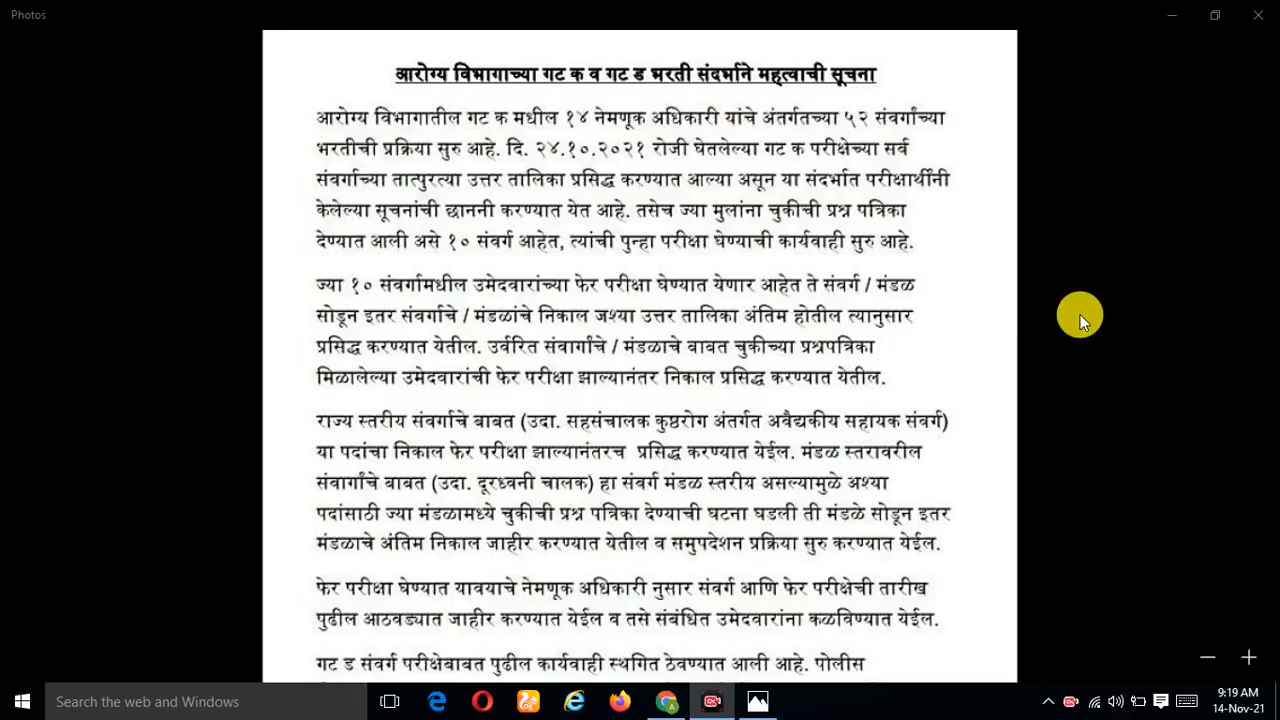 Photos
आरोग्य विभागाच्या गट क व गट ड भरती संदर्भाने महत्वाची सूचना
आरोग्य विभागातील गट क मधील १४ नेमणूक अधिकारी यांचे अंतर्गतच्या ५२ संवर्गांच्या
भरतीची प्रक्रिया सुरु आहे. दि. २४.१०.२०२१ रोजी घेतलेल्या गट क परीक्षेच्या सर्व
संवर्गाच्या तात्पुरत्या उत्तर तालिका प्रसिद्ध करण्यात आल्या असून या संदर्भात परीक्षार्थींनी
केलेल्या सूचनांची छाननी करण्यात येत आहे. तसेच ज्या मुलांना चुकीची प्रश्न पत्रिका
देण्यात आली असे १० संवर्ग आहेत, त्यांची पुन्हा परीक्षा घेण्याची कार्यवाही सुरु आहे.
ज्या १० संवर्गामधील उमेदवारांच्या फेर परीक्षा घेण्यात येणार आहेत ते संवर्ग / मंडळ
सोडून इतर संवर्गाचे / मंडळांचे निकाल जश्या उत्तर तालिका अंतिम होतील त्यानुसार
प्रसिद्ध करण्यात येतील. उर्वरित संवार्गांचे / मंडळाचे बाबत चुकीच्या प्रश्नपत्रिका
मिळालेल्या उमेदवारांची फेर परीक्षा झाल्यानंतर निकाल प्रसिद्ध करण्यात येतील.
राज्य स्तरीय संवर्गाचे बाबत (उदा. सहसंचालक कुष्ठरोग अंतर्गत अवैद्यकीय सहायक संवर्ग)
या पदांचा निकाल फेर परीक्षा झाल्यानंतरच प्रसिद्ध करण्यात येईल. मंडळ स्तरावरील
संवार्गांचे बाबत (उदा. दूरध्वनी चालक) हा संवर्ग मंडळ स्तरीय असल्यामुळे अश्या
पदांसाठी ज्या मंडळामध्ये चुकीची प्रश्न पत्रिका देण्याची घटना घडली ती मंडळे सोडून इतर
मंडळाचे अंतिम निकाल जाहीर करण्यात येतील व समुपदेशन प्रक्रिया सुरु करण्यात येईल.
फेर परीक्षा घेण्यात यावयाचे नेमणूक अधिकारी नुसार संवर्ग आणि फेर परीक्षेची तारीख
पुढील आठवड्यात जाहीर करण्यात येईल व तसे संबंधित उमेदवारांना कळविण्यात येईल.
गट ड संवर्ग परीक्षेबाबत पुढील कार्यवाही स्थगित ठेवण्यात आली आहे. पोलीस
Search the web and Windows
9:19 AM
14-Nov-21